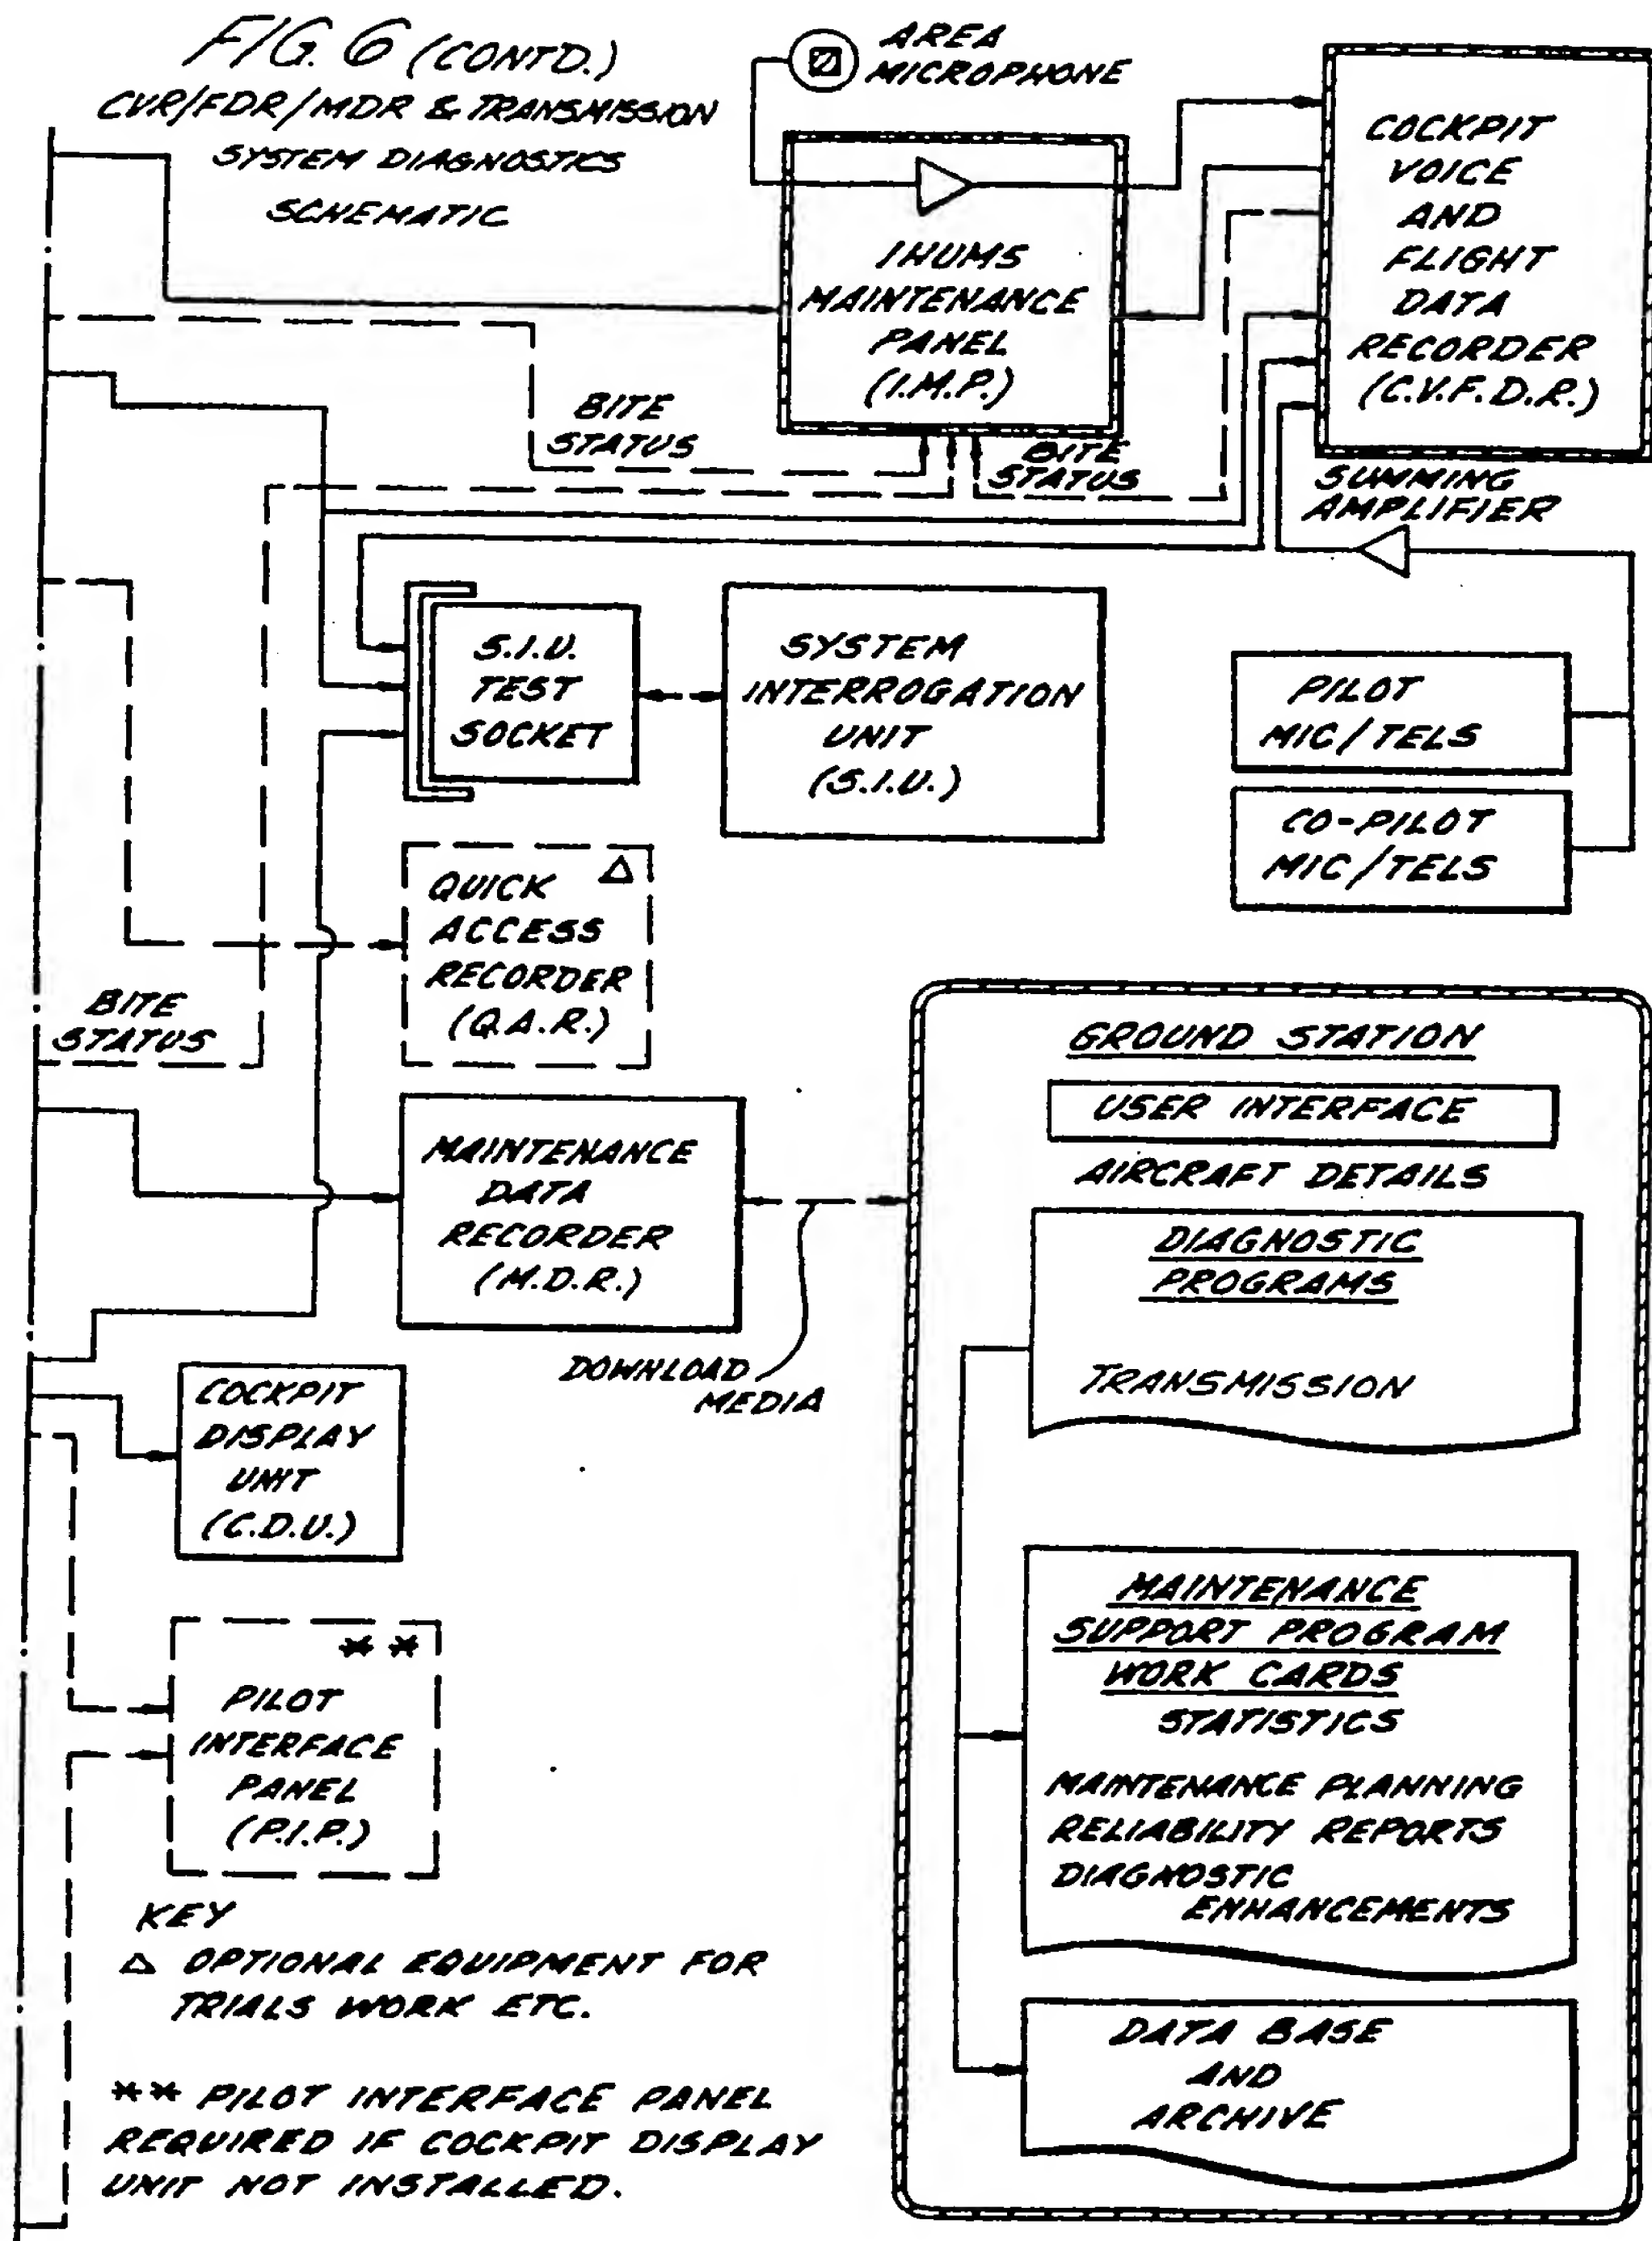 FIG. 6 (CONTD.)
CVR/FDR/MDR & TRANSMISSION
SYSTEM DIAGNOSTICS
SCHEMATIC
AREA
MICROPHONE
IHUMS
MAINTENANCE
PANEL
(I.M.P.)
COCKPIT
VOICE
AND
FLIGHT
DATA
RECORDER
(C.V.F.D.R.)
BITE
STATUS
BITE
STATUS
SUMMING
AMPLIFIER
S.I.U.
TEST
SOCKET
SYSTEM
INTERROGATION
UNIT
(S.I.U.)
PILOT
MIC/TELS
CO-PILOT
MIC/TELS
QUICK Δ
ACCESS
RECORDER
(Q.A.R.)
BITE
STATUS
MAINTENANCE
DATA
RECORDER
(M.D.R.)
DOWNLOAD
MEDIA
COCKPIT
DISPLAY
UNIT
(C.D.U.)
**
PILOT
INTERFACE
PANEL
(P.I.P.)
GROUND STATION
USER INTERFACE
AIRCRAFT DETAILS
DIAGNOSTIC
PROGRAMS
TRANSMISSION
MAINTENANCE
SUPPORT PROGRAM
WORK CARDS
STATISTICS
MAINTENANCE PLANNING
RELIABILITY REPORTS
DIAGNOSTIC
ENHANCEMENTS
DATA BASE
AND
ARCHIVE
KEY
Δ OPTIONAL EQUIPMENT FOR
TRIALS WORK ETC.
** PILOT INTERFACE PANEL
REQUIRED IF COCKPIT DISPLAY
UNIT NOT INSTALLED.